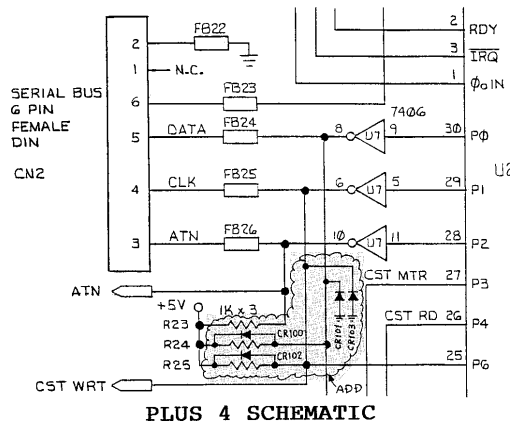 FB22
2
RDY
2
3
IRQ
1
N.C.
1
ΦoIN
FB23
SERIAL BUS
6
6 PIN
FB24
7406
FEMALE
5
DATA
8
U7
9
30
PØ
DIN
U2
CN2
FB25
4
CLK
6
U7
5
29
P1
FB26
3
ATN
10
U7
11
28
P2
CST MTR
27
P3
ATN
+5V
1K x 3
CST RD
26
P4
R23
CR100
R24
CR101
CR103
R25
CR102
25
P6
CST WRT
ADD
PLUS 4 SCHEMATIC